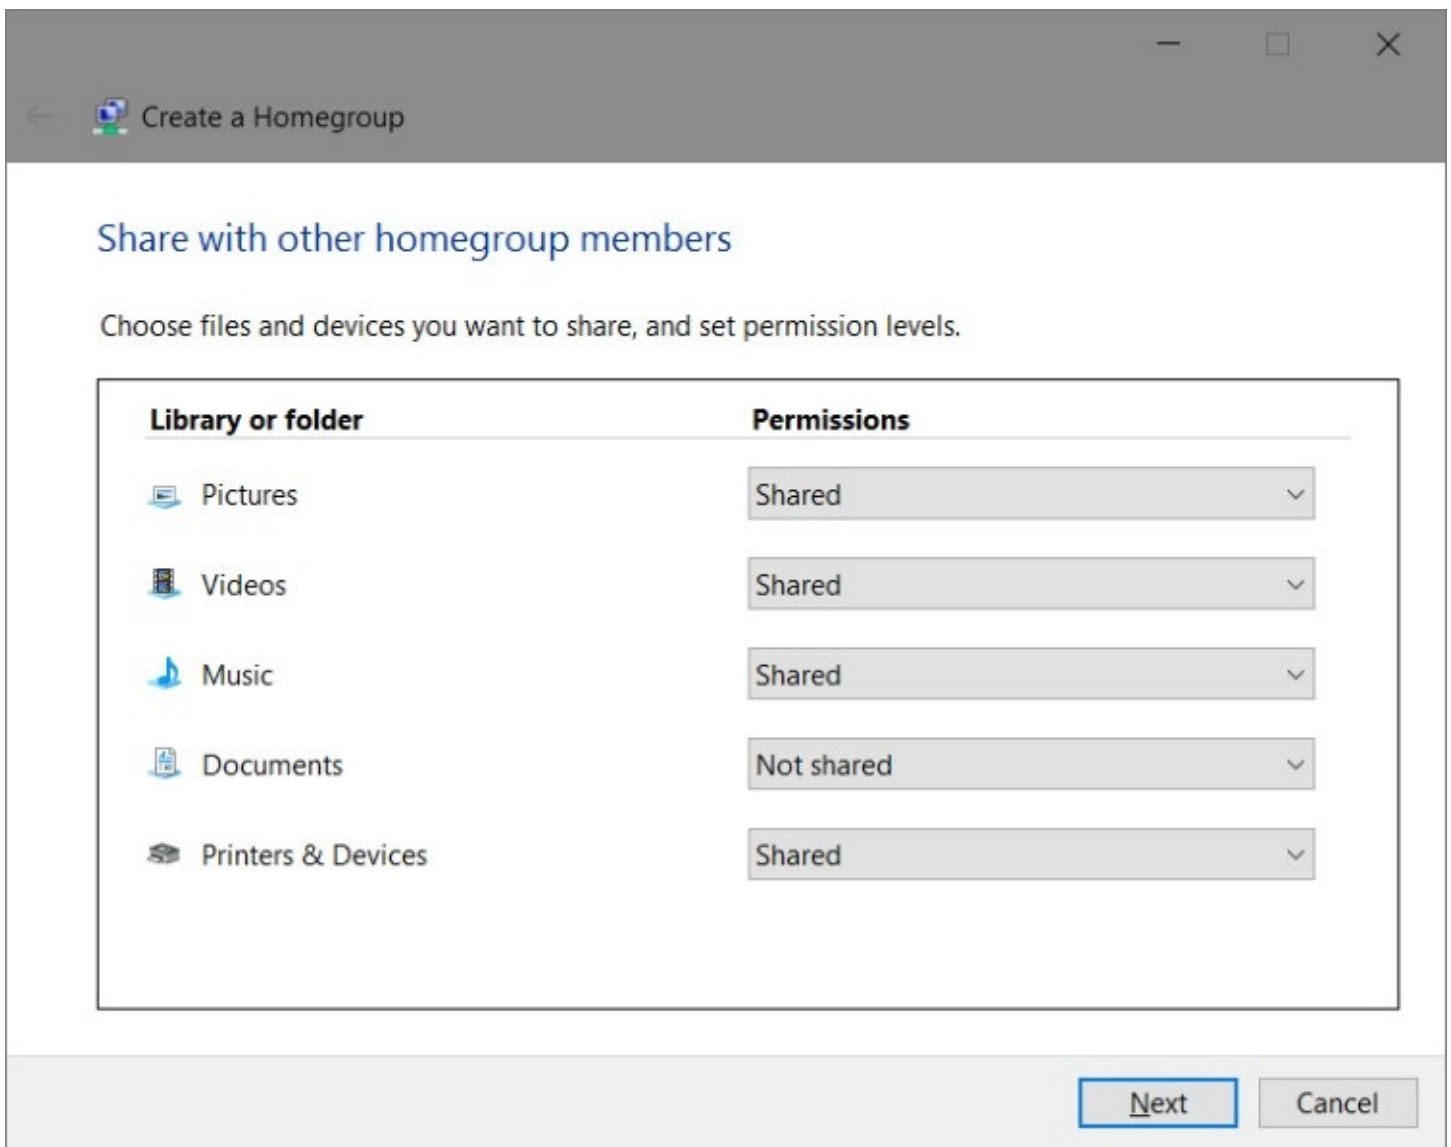 Create a Homegroup
Share with other homegroup members
Choose files and devices you want to share, and set permission levels.
Library or folder Permissions
Pictures Shared
Videos Shared
Music Shared
Documents Not shared
Printers & Devices Shared
Next Cancel